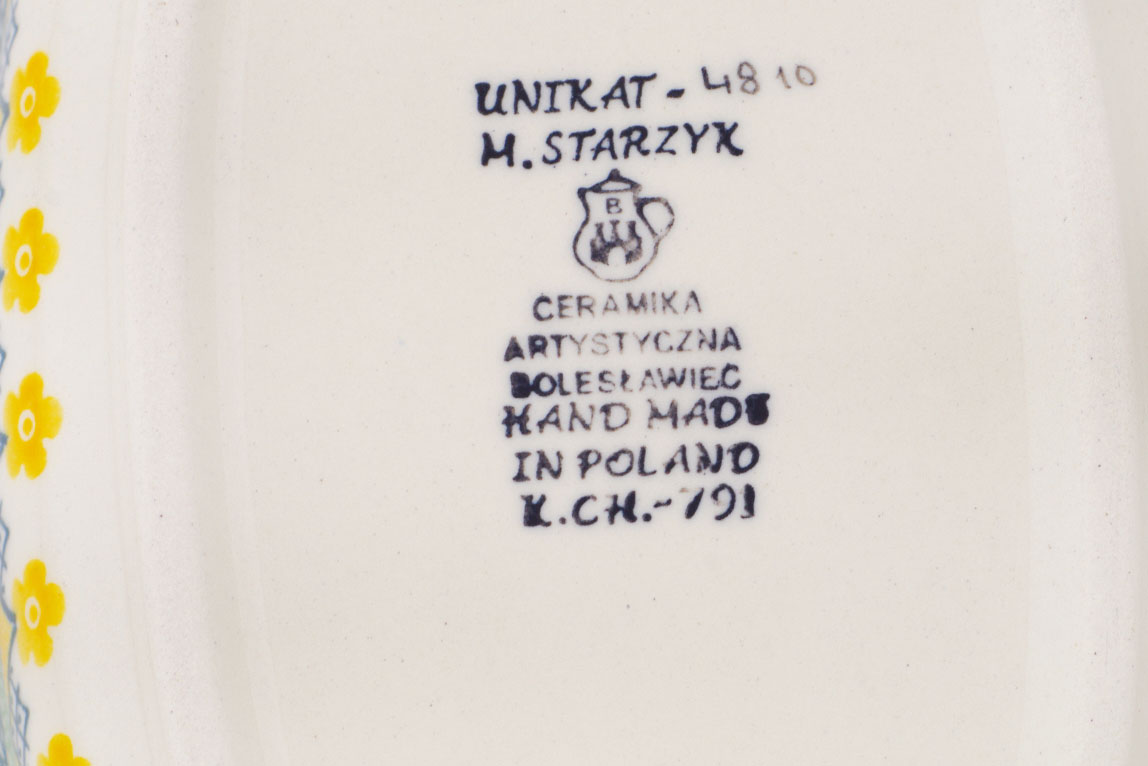 UNIKAT - 4810
M. STARZYK
B
CERAMIKA
ARTYSTYCZNA
BOLESŁAWIEC
HAND MADE
IN POLAND
K.CH.-791